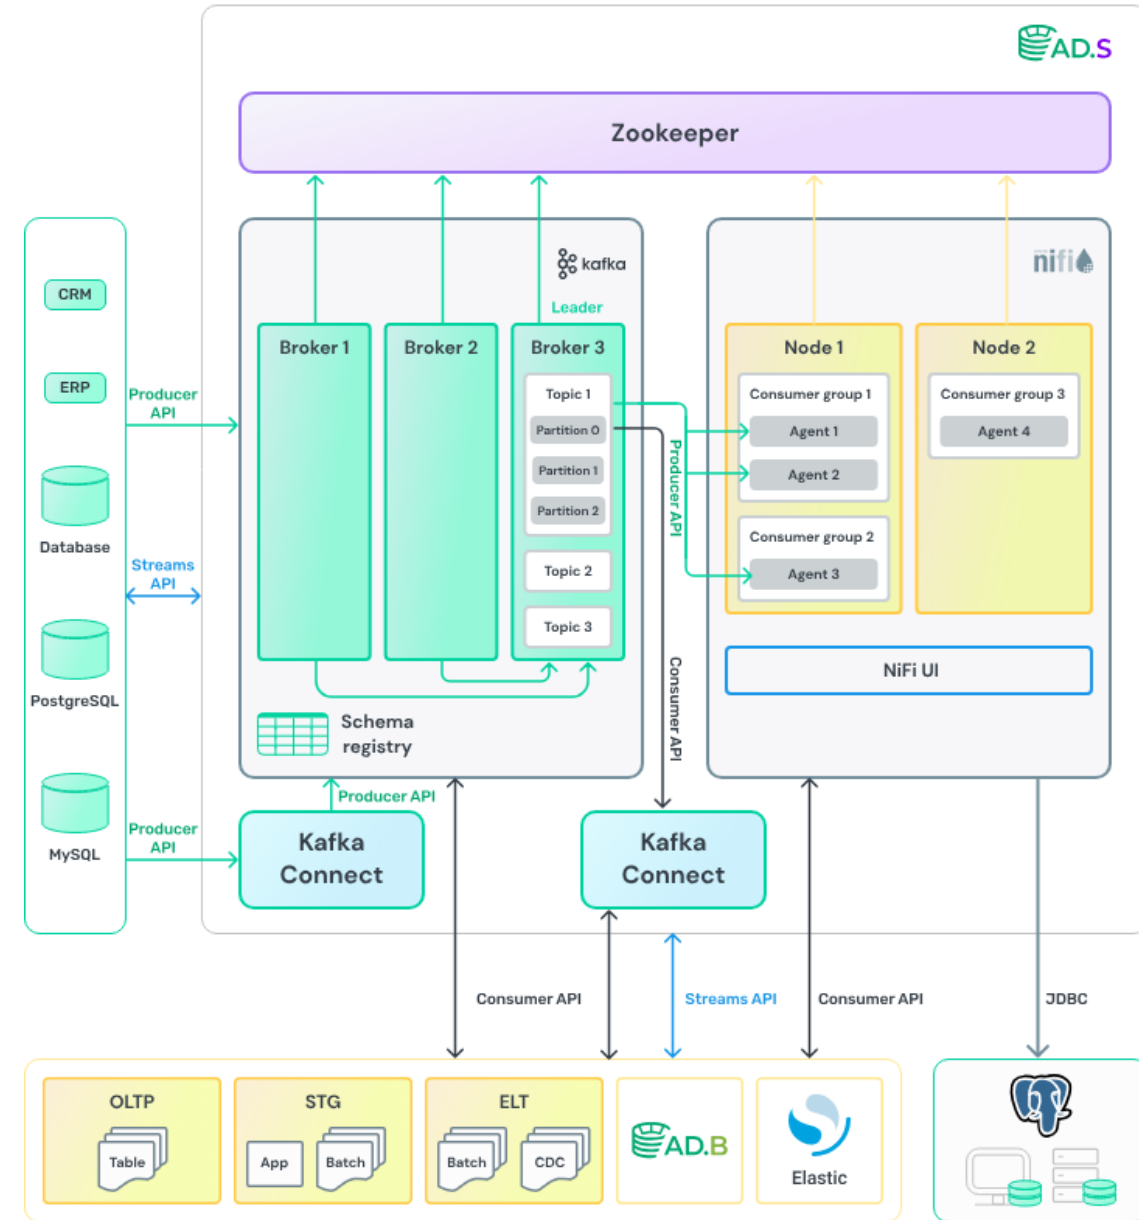 AD.S
Zookeeper
kafka
nifi
Leader
CRM
ERP
Database
PostgreSQL
MySQL
Producer
API
Streams
API
Producer
API
Broker 1
Broker 2
Broker 3
Topic 1
Partition 0
Partition 1
Partition 2
Topic 2
Topic 3
Producer API
Consumer API
Node 1
Consumer group 1
Agent 1
Agent 2
Consumer group 2
Agent 3
Node 2
Consumer group 3
Agent 4
NiFi UI
Schema
registry
Producer API
Kafka
Connect
Kafka
Connect
Consumer API
Streams API
Consumer API
JDBC
OLTP
Table
STG
App
Batch
ELT
Batch
CDC
AD.B
Elastic